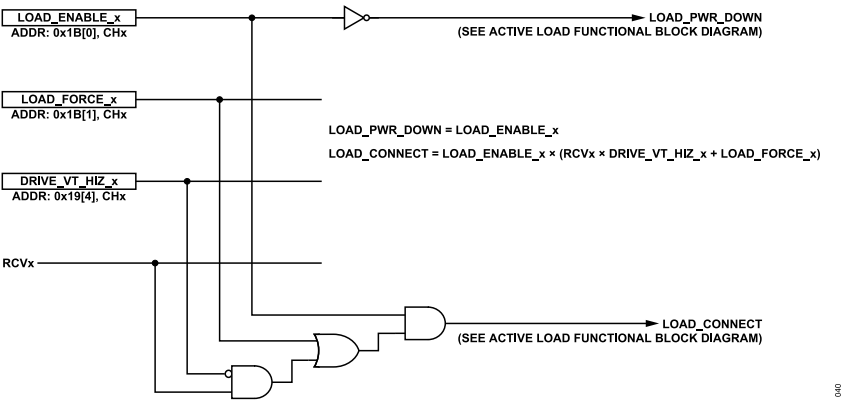 LOAD_ENABLE_x
ADDR: 0x1B[0], CHx
LOAD_PWR_DOWN
(SEE ACTIVE LOAD FUNCTIONAL BLOCK DIAGRAM)
LOAD_FORCE_x
ADDR: 0x1B[1], CHx
LOAD_PWR_DOWN = LOAD_ENABLE_x
LOAD_CONNECT = LOAD_ENABLE_x × (RCVx × DRIVE_VT_HIZ_x + LOAD_FORCE_x)
DRIVE_VT_HIZ_x
ADDR: 0x19[4], CHx
RCVx
LOAD_CONNECT
(SEE ACTIVE LOAD FUNCTIONAL BLOCK DIAGRAM)
040